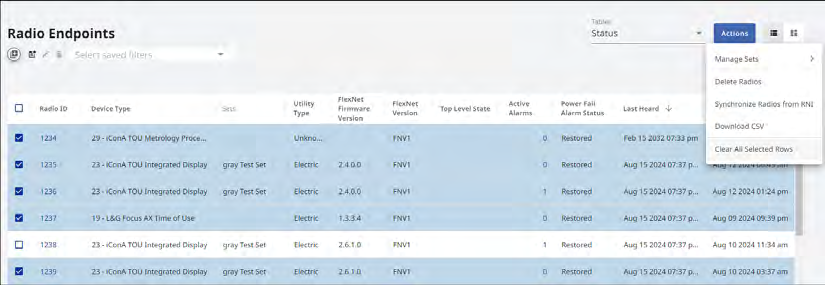 Radio Endpoints
Tables
Status
Actions
Select saved filters
Manage Sets
Delete Radios
Synchronize Radios from RNI
Download CSV
Clear All Selected Rows
Radio ID Device Type Sets Utility Type FlexNet Firmware Version FlexNet Version Top Level State Active Alarms Power Fail Alarm Status Last Heard
1234 29 - iConA TOU Metrology Proce... Unkno... FNV1 0 Restored Feb 15 2032 07:33 pm
1235 23 - iConA TOU Integrated Display gray Test Set Electric 2.4.0.0 FNV1 0 Restored Aug 15 2024 07:37 p...
1236 23 - iConA TOU Integrated Display gray Test Set Electric 2.4.0.0 FNV1 1 Restored Aug 15 2024 07:37 p... Aug 12 2024 01:24 pm
1237 19 - L&G Focus AX Time of Use Electric 1.3.3.4 FNV1 0 Restored Aug 15 2024 07:37 p... Aug 09 2024 09:39 pm
1238 23 - iConA TOU Integrated Display gray Test Set Electric 2.6.1.0 FNV1 1 Restored Aug 15 2024 07:37 p... Aug 10 2024 11:34 am
1239 23 - iConA TOU Integrated Display gray Test Set Electric 2.6.1.0 FNV1 0 Restored Aug 15 2024 07:37 p... Aug 10 2024 03:37 am